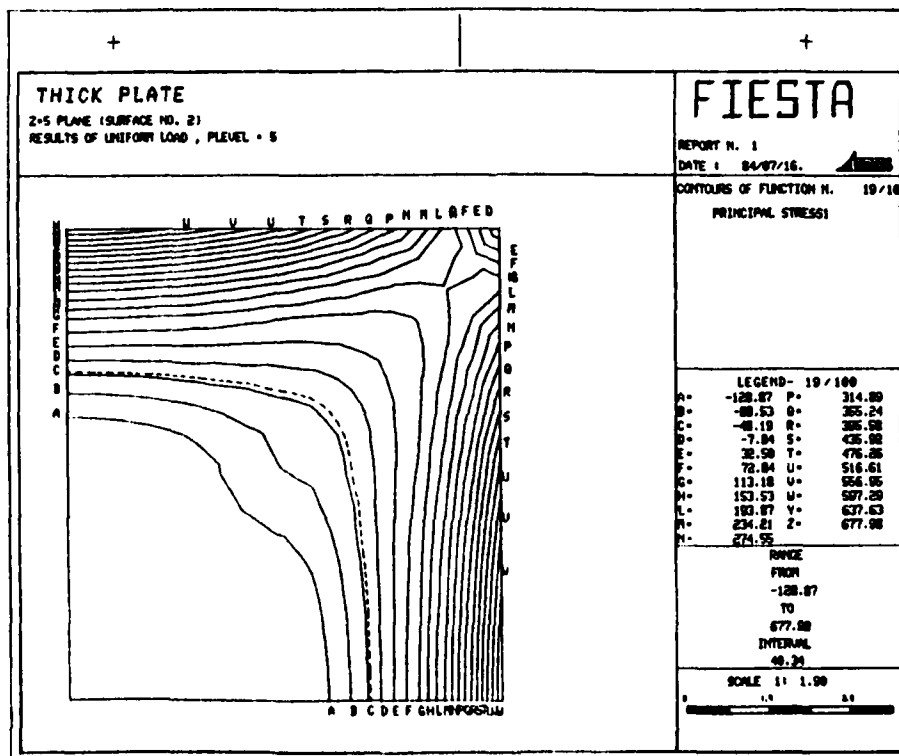 THICK PLATE
Z=5 PLANE (SURFACE NO. 2)
RESULTS OF UNIFORM LOAD , PLEVEL = 5
FIESTA
REPORT N. 1
DATE : 84/07/16.
CONTOURS OF FUNCTION N. 19/100
PRINCIPAL STRESS1
W V U T S R Q P N M L F E D
E
F
L
M
N
P
Q
R
S
T
U
U
W
F
E
D
C
B
A
A B C D E F G H L M N P Q R S T U W
LEGEND- 19/100
A= -128.87 P= 314.89
B= -88.53 Q= 355.24
C= -48.19 R= 395.58
D= -7.84 S= 435.92
E= 32.50 T= 476.26
F= 72.84 U= 516.61
G= 113.18 V= 556.95
H= 153.53 W= 597.29
L= 193.87 Y= 637.63
M= 234.21 Z= 677.98
N= 274.55
RANGE
FROM
-128.87
TO
677.98
INTERVAL
40.34
SCALE 1: 1.90